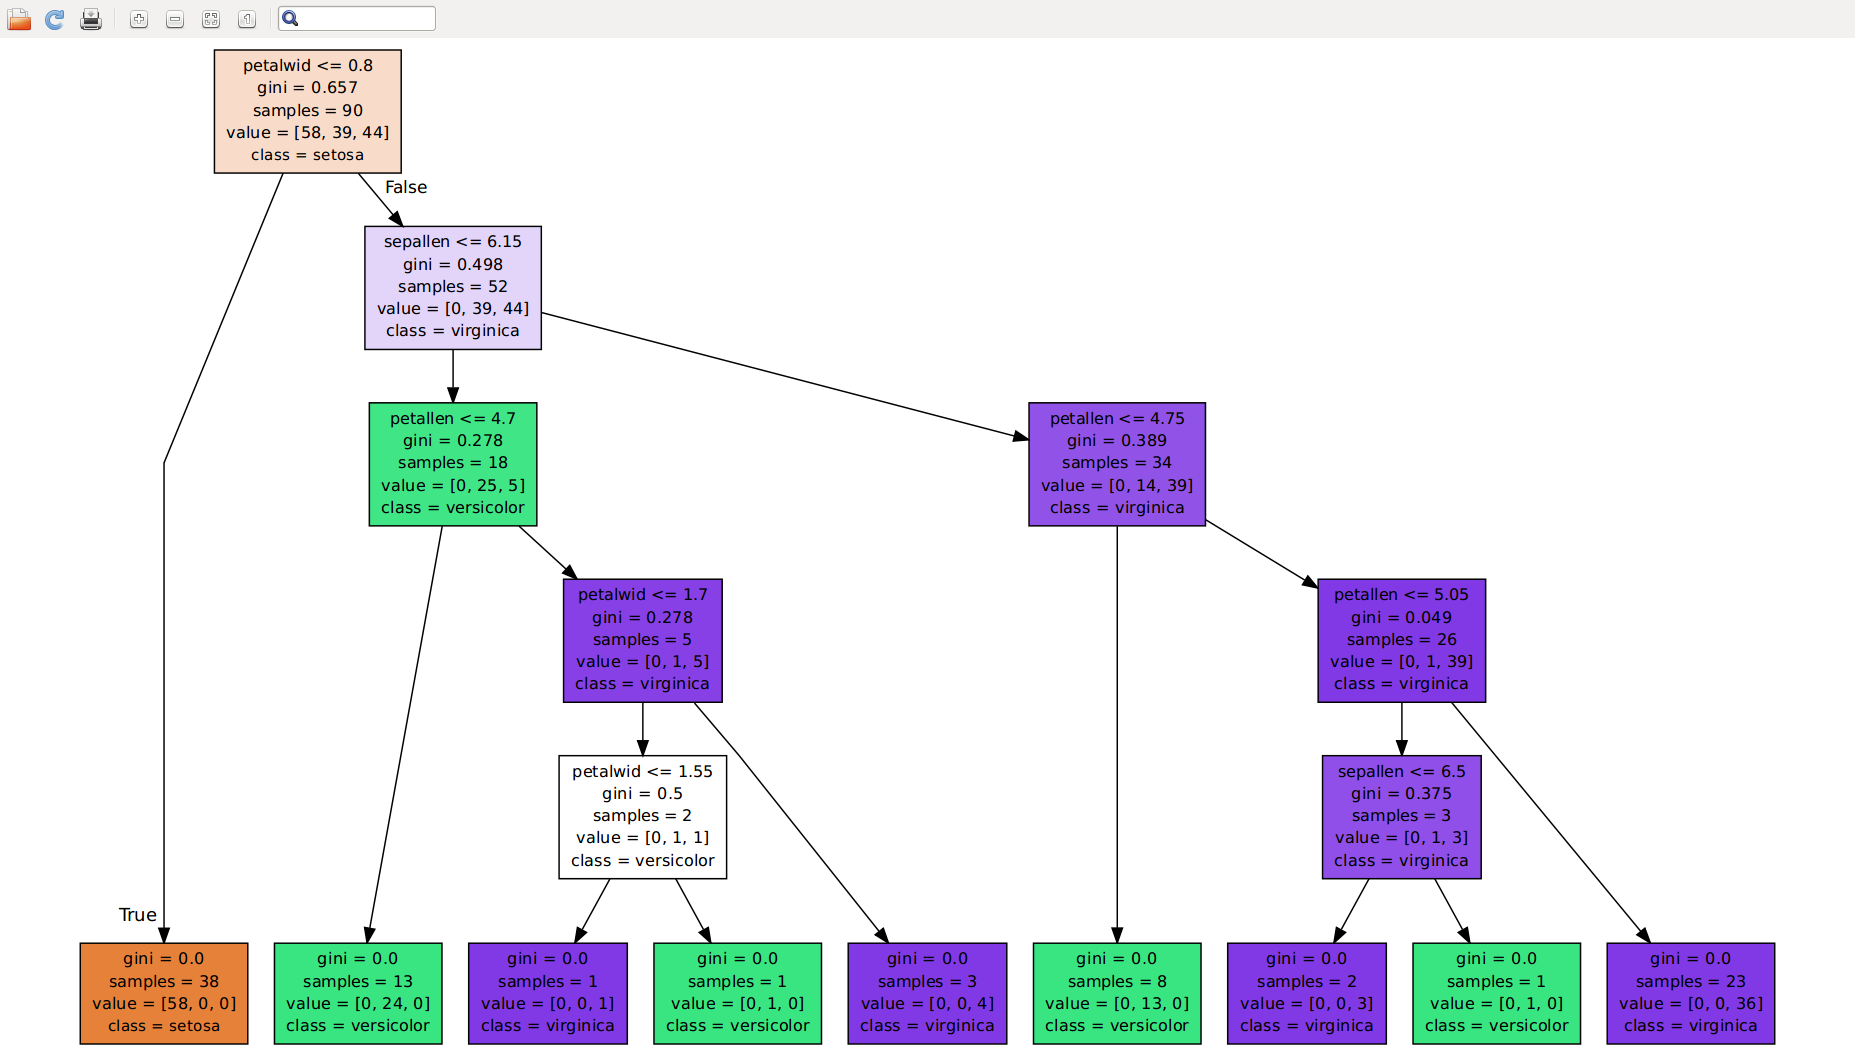 petalwid <= 0.8
gini = 0.657
samples = 90
value = [58, 39, 44]
class = setosa
False
sepallen <= 6.15
gini = 0.498
samples = 52
value = [0, 39, 44]
class = virginica
petallen <= 4.7
gini = 0.278
samples = 18
value = [0, 25, 5]
class = versicolor
petallen <= 4.75
gini = 0.389
samples = 34
value = [0, 14, 39]
class = virginica
petalwid <= 1.7
gini = 0.278
samples = 5
value = [0, 1, 5]
class = virginica
petallen <= 5.05
gini = 0.049
samples = 26
value = [0, 1, 39]
class = virginica
petalwid <= 1.55
gini = 0.5
samples = 2
value = [0, 1, 1]
class = versicolor
sepallen <= 6.5
gini = 0.375
samples = 3
value = [0, 1, 3]
class = virginica
True
gini = 0.0
samples = 38
value = [58, 0, 0]
class = setosa
gini = 0.0
samples = 13
value = [0, 24, 0]
class = versicolor
gini = 0.0
samples = 1
value = [0, 0, 1]
class = virginica
gini = 0.0
samples = 1
value = [0, 1, 0]
class = versicolor
gini = 0.0
samples = 3
value = [0, 0, 4]
class = virginica
gini = 0.0
samples = 8
value = [0, 13, 0]
class = versicolor
gini = 0.0
samples = 2
value = [0, 0, 3]
class = virginica
gini = 0.0
samples = 1
value = [0, 1, 0]
class = versicolor
gini = 0.0
samples = 23
value = [0, 0, 36]
class = virginica